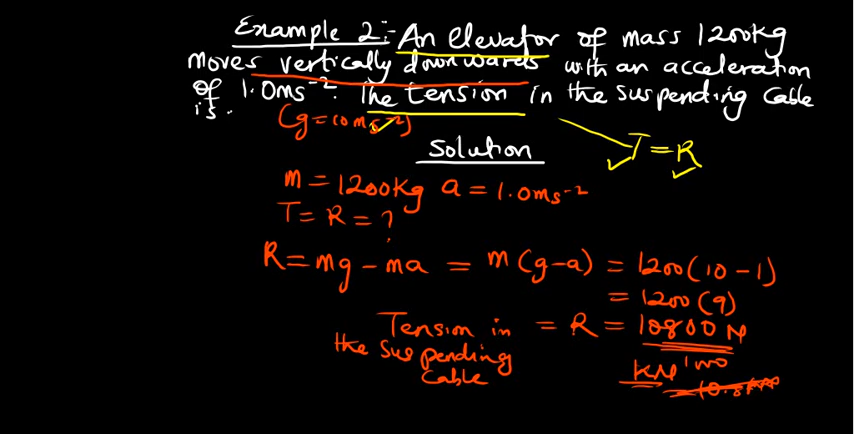 Example 2:- An elevator of mass 1200kg
moves vertically downwards with an acceleration
of 1.0ms⁻². The tension in the suspending cable
is.
(g=10ms⁻²)
Solution
T=R
m=1200kg a=1.0ms⁻²
T=R=?
R=mg-ma = m(g-a) = 1200(10-1)
= 1200(9)
Tension in the suspending cable = R = 10800N